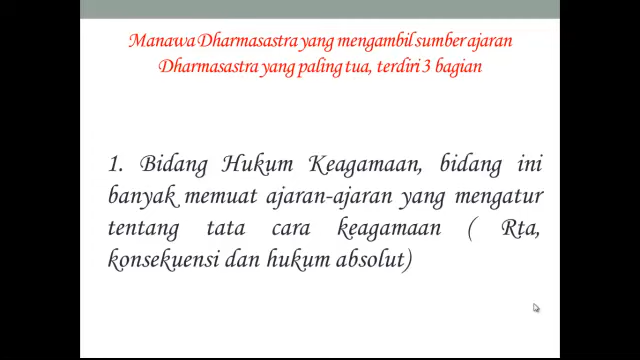 Manawa Dharmasastra yang mengambil sumber ajaran
Dharmasastra yang paling tua, terdiri 3 bagian
1. Bidang Hukum Keagamaan, bidang ini
banyak memuat ajaran-ajaran yang mengatur
tentang tata cara keagamaan ( Rta,
konsekuensi dan hukum absolut)